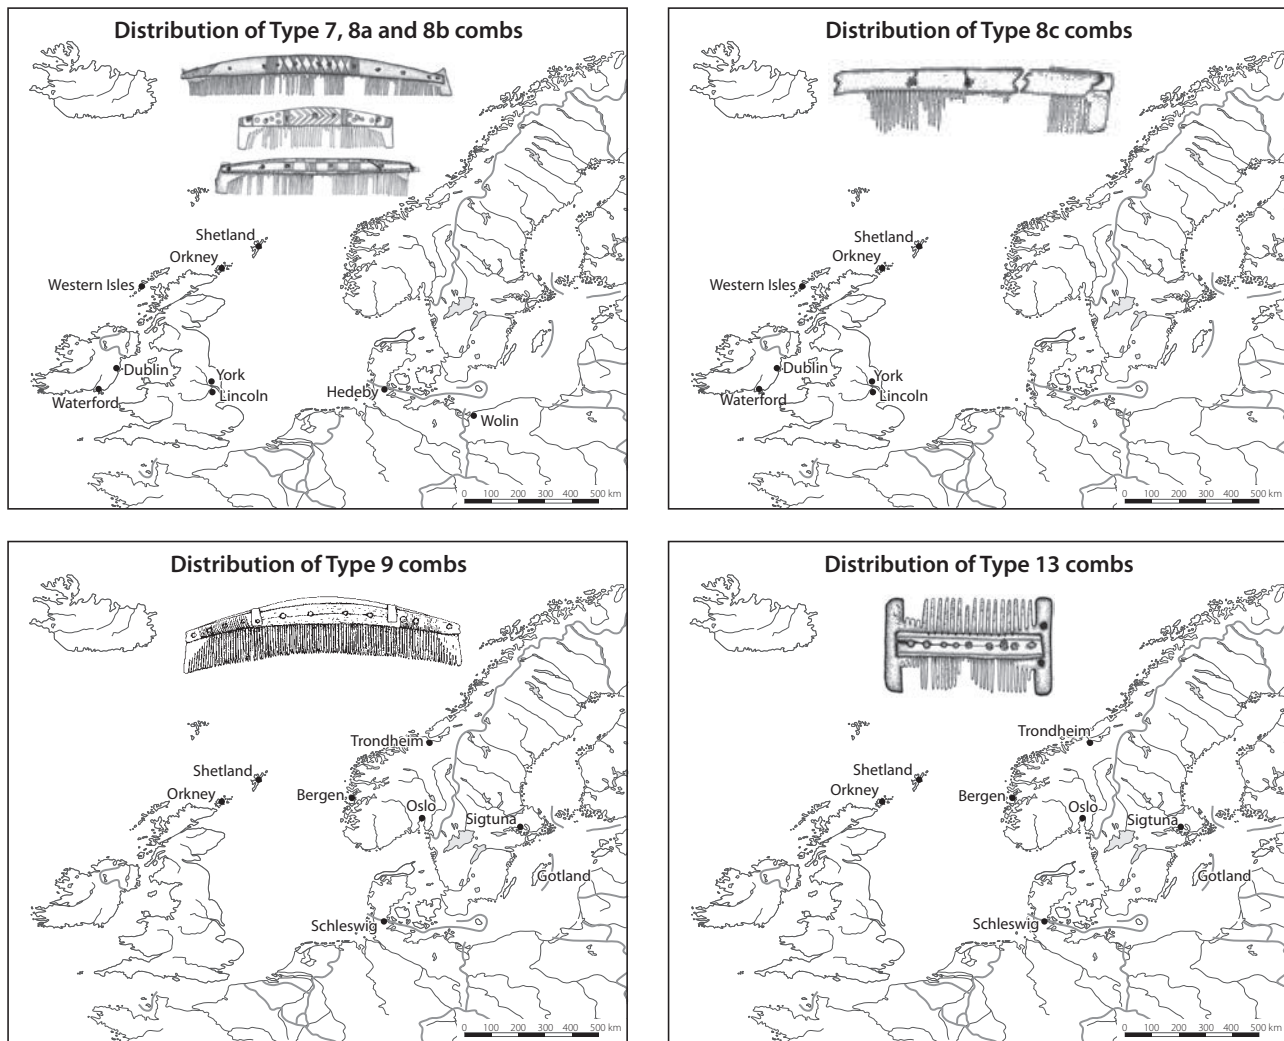 Distribution of Type 7, 8a and 8b combs
Shetland
Orkney
Western Isles
Dublin
York
Waterford
Lincoln
Hedeby
Wolin
0 100 200 300 400 500 km
Distribution of Type 8c combs
Shetland
Orkney
Western Isles
Dublin
York
Waterford
Lincoln
0 100 200 300 400 500 km
Distribution of Type 9 combs
Trondheim
Shetland
Orkney
Bergen
Oslo
Sigtuna
Gotland
Schleswig
0 100 200 300 400 500 km
Distribution of Type 13 combs
Trondheim
Shetland
Orkney
Bergen
Oslo
Sigtuna
Gotland
Schleswig
0 100 200 300 400 500 km